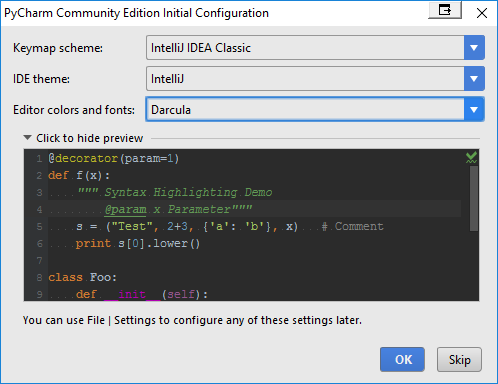 PyCharm Community Edition Initial Configuration
Keymap scheme: IntelliJ IDEA Classic
IDE theme: IntelliJ
Editor colors and fonts: Darcula
Click to hide preview
1 @decorator(param=1)
2 def f(x):
3     """ Syntax Highlighting Demo
4         @param x Parameter"""
5     s = ("Test", 2+3, {'a': 'b'}, x)   # Comment
6     print s[0].lower()
7
8 class Foo:
9     def __init__(self):
You can use File | Settings to configure any of these settings later.
OK Skip